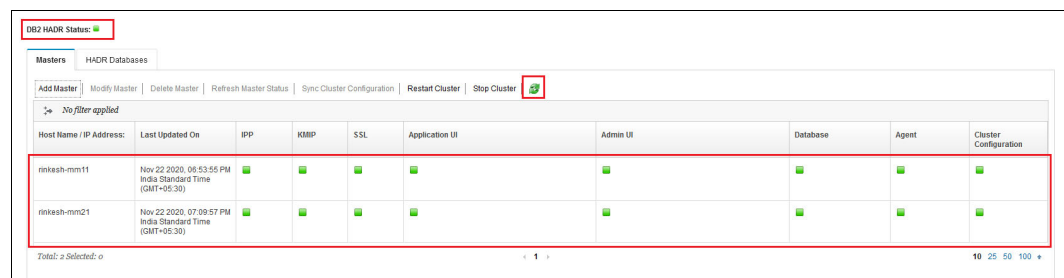 DB2 HADR Status:
Masters HADR Databases
Add Master Modify Master Delete Master Refresh Master Status Sync Cluster Configuration Restart Cluster Stop Cluster
No filter applied
Host Name / IP Address: Last Updated On IPP KMIP SSL Application UI Admin UI Database Agent Cluster
Configuration
rinkesh-mm11 Nov 22 2020, 06:53:55 PM
India Standard Time
(GMT+05:30)
rinkesh-mm21 Nov 22 2020, 07:09:57 PM
India Standard Time
(GMT+05:30)
Total: 2 Selected: 0 1 10 25 50 100